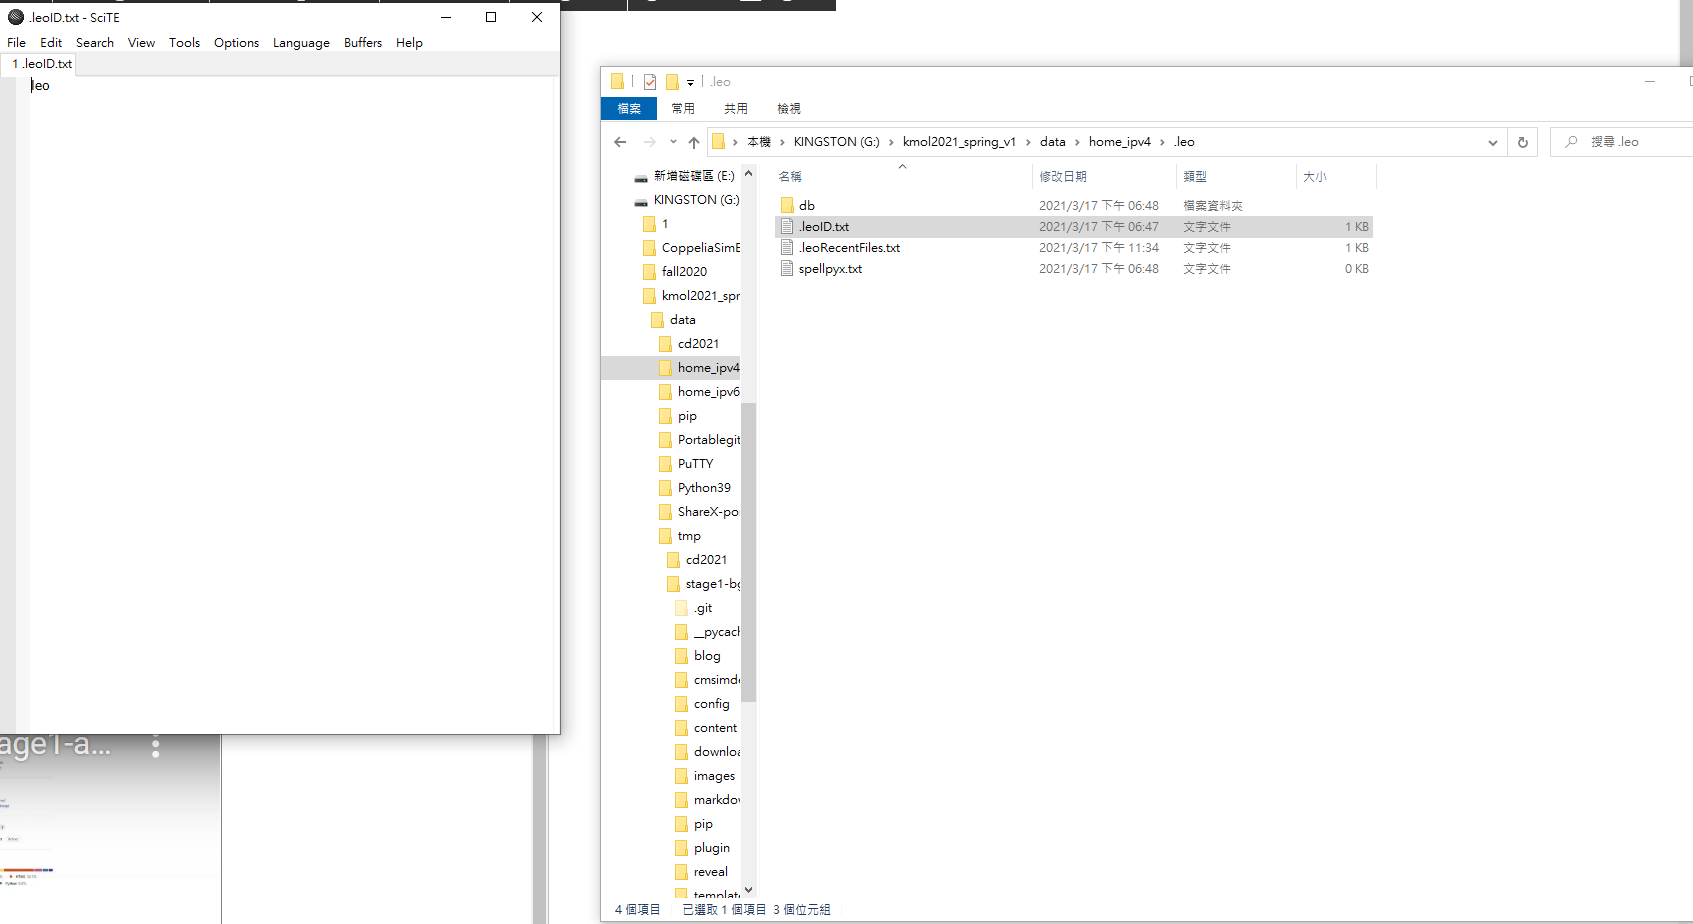 .leoID.txt - SciTE
File Edit Search View Tools Options Language Buffers Help
1 .leoID.txt
leo
age1-a...
.leo
檔案 常用 共用 檢視
本機 KINGSTON (G:) kmol2021_spring_v1 data home_ipv4 .leo
搜尋 .leo
新增磁碟區 (E:)
KINGSTON (G:)
1
CoppeliaSimE
fall2020
kmol2021_spr
data
cd2021
home_ipv4
home_ipv6
pip
Portablegit
PuTTY
Python39
ShareX-po
tmp
cd2021
stage1-bg
.git
__pycach
blog
cmsimde
config
content
downloa
images
markdow
pip
plugin
reveal
template
名稱 修改日期 類型 大小
db 2021/3/17 下午 06:48 檔案資料夾
.leoID.txt 2021/3/17 下午 06:47 文字文件 1 KB
.leoRecentFiles.txt 2021/3/17 下午 11:34 文字文件 1 KB
spellpyx.txt 2021/3/17 下午 06:48 文字文件 0 KB
4 個項目 已選取 1 個項目 3 個位元組